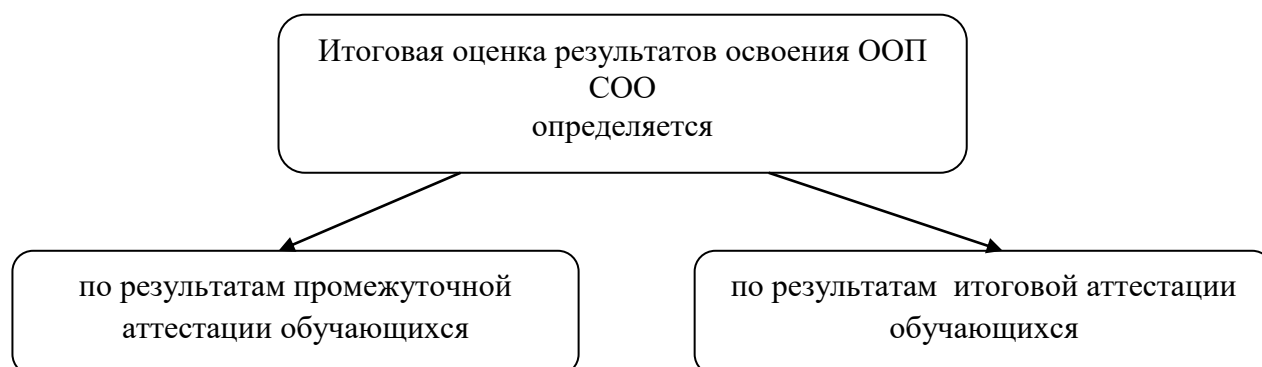 Итоговая оценка результатов освоения ООП
СОО
определяется
по результатам промежуточной
аттестации обучающихся
по результатам итоговой аттестации
обучающихся